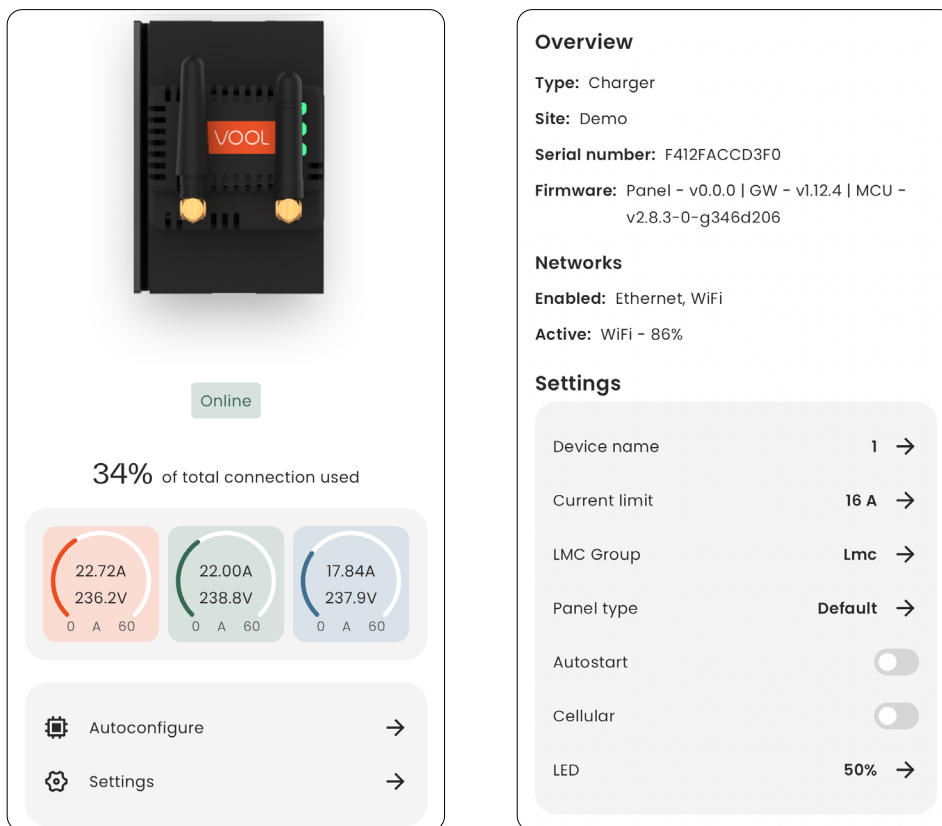 VOOL
Online
34% of total connection used
22.72A
236.2V
0 A 60
22.00A
238.8V
0 A 60
17.84A
237.9V
0 A 60
Autoconfigure
Settings
Overview
Type: Charger
Site: Demo
Serial number: F412FACCD3F0
Firmware: Panel - v0.0.0 | GW - v1.12.4 | MCU -
v2.8.3-0-g346d206
Networks
Enabled: Ethernet, WiFi
Active: WiFi - 86%
Settings
Device name 1
Current limit 16 A
LMC Group Lmc
Panel type Default
Autostart
Cellular
LED 50%